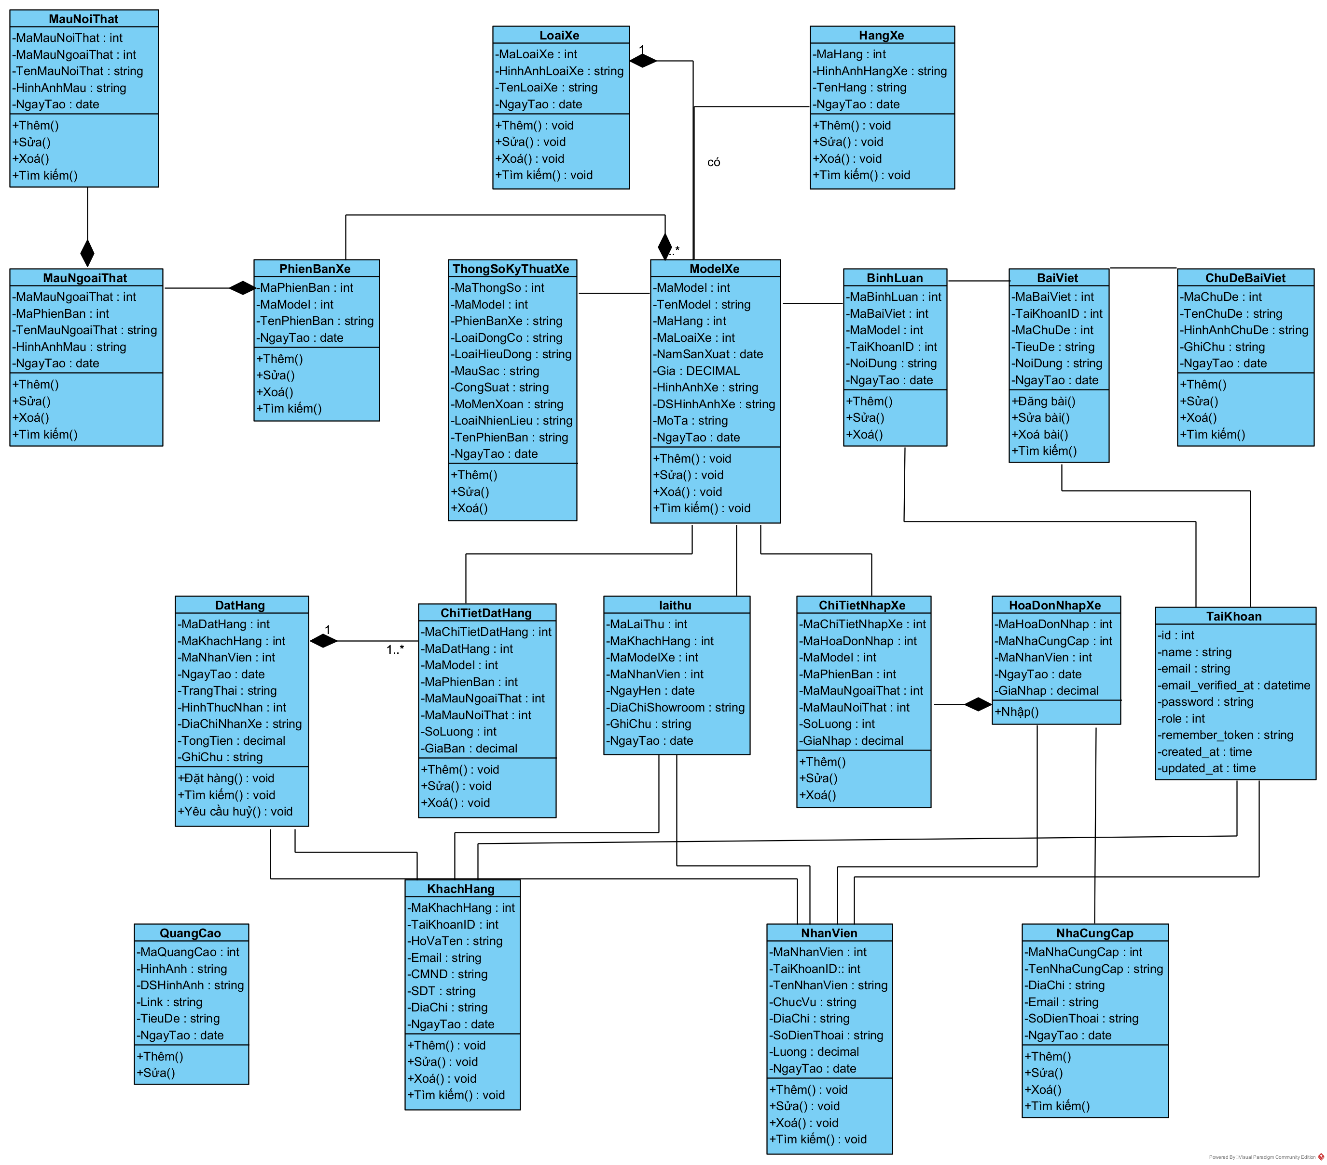 MauNoiThat
-MaMauNoiThat : int
-MaMauNgoaiThat : int
-TenMauNoiThat : string
-HinhAnhMau : string
-NgayTao : date
+Thêm()
+Sửa()
+Xoá()
+Tìm kiếm()
LoaiXe
-MaLoaiXe : int
-HinhAnhLoaiXe : string
-TenLoaiXe : string
-NgayTao : date
+Thêm() : void
+Sửa() : void
+Xoá() : void
+Tìm kiếm() : void
1
HangXe
-MaHang : int
-HinhAnhHangXe : string
-TenHang : string
-NgayTao : date
+Thêm() : void
+Sửa() : void
+Xoá() : void
+Tìm kiếm() : void
có
MauNgoaiThat
-MaMauNgoaiThat : int
-MaPhienBan : int
-TenMauNgoaiThat : string
-HinhAnhMau : string
-NgayTao : date
+Thêm()
+Sửa()
+Xoá()
+Tìm kiếm()
PhienBanXe
-MaPhienBan : int
-MaModel : int
-TenPhienBan : string
-NgayTao : date
+Thêm()
+Sửa()
+Xoá()
+Tìm kiếm()
ThongSoKyThuatXe
-MaThongSo : int
-MaModel : int
-PhienBanXe : string
-LoaiDongCo : string
-LoaiHieuDong : string
-MauSac : string
-CongSuat : string
-MoMenXoan : string
-LoaiNhienLieu : string
-TenPhienBan : string
-NgayTao : date
+Thêm()
+Sửa()
+Xoá()
.*
ModelXe
-MaModel : int
-TenModel : string
-MaHang : int
-MaLoaiXe : int
-NamSanXuat : date
-Gia : DECIMAL
-HinhAnhXe : string
-DSHinhAnhXe : string
-MoTa : string
-NgayTao : date
+Thêm() : void
+Sửa() : void
+Xoá() : void
+Tìm kiếm() : void
BinhLuan
-MaBinhLuan : int
-MaBaiViet : int
-MaModel : int
-TaiKhoanID : int
-NoiDung : string
-NgayTao : date
+Thêm()
+Sửa()
+Xoá()
BaiViet
-MaBaiViet : int
-TaiKhoanID : int
-MaChuDe : int
-TieuDe : string
-NoiDung : string
-NgayTao : date
+Đăng bài()
+Sửa bài()
+Xoá bài()
+Tìm kiếm()
ChuDeBaiViet
-MaChuDe : int
-TenChuDe : string
-HinhAnhChuDe : string
-GhiChu : string
-NgayTao : date
+Thêm()
+Sửa()
+Xoá()
+Tìm kiếm()
DatHang
-MaDatHang : int
-MaKhachHang : int
-MaNhanVien : int
-NgayTao : date
-TrangThai : string
-HinhThucNhan : int
-DiaChiNhanXe : string
-TongTien : decimal
-GhiChu : string
+Đặt hàng() : void
+Tìm kiếm() : void
+Yêu cầu huỷ() : void
1
1..*
ChiTietDatHang
-MaChiTietDatHang : int
-MaDatHang : int
-MaModel : int
-MaPhienBan : int
-MaMauNgoaiThat : int
-MaMauNoiThat : int
-SoLuong : int
-GiaBan : decimal
+Thêm() : void
+Sửa() : void
+Xoá() : void
laithu
-MaLaiThu : int
-MaKhachHang : int
-MaModelXe : int
-MaNhanVien : int
-NgayHen : date
-DiaChiShowroom : string
-GhiChu : string
-NgayTao : date
ChiTietNhapXe
-MaChiTietNhapXe : int
-MaHoaDonNhap : int
-MaModel : int
-MaPhienBan : int
-MaMauNgoaiThat : int
-MaMauNoiThat : int
-SoLuong : int
-GiaNhap : decimal
+Thêm()
+Sửa()
+Xoá()
HoaDonNhapXe
-MaHoaDonNhap : int
-MaNhaCungCap : int
-MaNhanVien : int
-NgayTao : date
-GiaNhap : decimal
+Nhập()
TaiKhoan
-id : int
-name : string
-email : string
-email_verified_at : datetime
-password : string
-role : int
-remember_token : string
-created_at : time
-updated_at : time
QuangCao
-MaQuangCao : int
-HinhAnh : string
-DSHinhAnh : string
-Link : string
-TieuDe : string
-NgayTao : date
+Thêm()
+Sửa()
KhachHang
-MaKhachHang : int
-TaiKhoanID : int
-HoVaTen : string
-Email : string
-CMND : string
-SDT : string
-DiaChi : string
-NgayTao : date
+Thêm() : void
+Sửa() : void
+Xoá() : void
+Tìm kiếm() : void
NhanVien
-MaNhanVien : int
-TaiKhoanID:: int
-TenNhanVien : string
-ChucVu : string
-DiaChi : string
-SoDienThoai : string
-Luong : decimal
-NgayTao : date
+Thêm() : void
+Sửa() : void
+Xoá() : void
+Tìm kiếm() : void
NhaCungCap
-MaNhaCungCap : int
-TenNhaCungCap : string
-DiaChi : string
-Email : string
-SoDienThoai : string
-NgayTao : date
+Thêm()
+Sửa()
+Xoá()
+Tìm kiếm()
Powered By: Visual Paradigm Community Edition